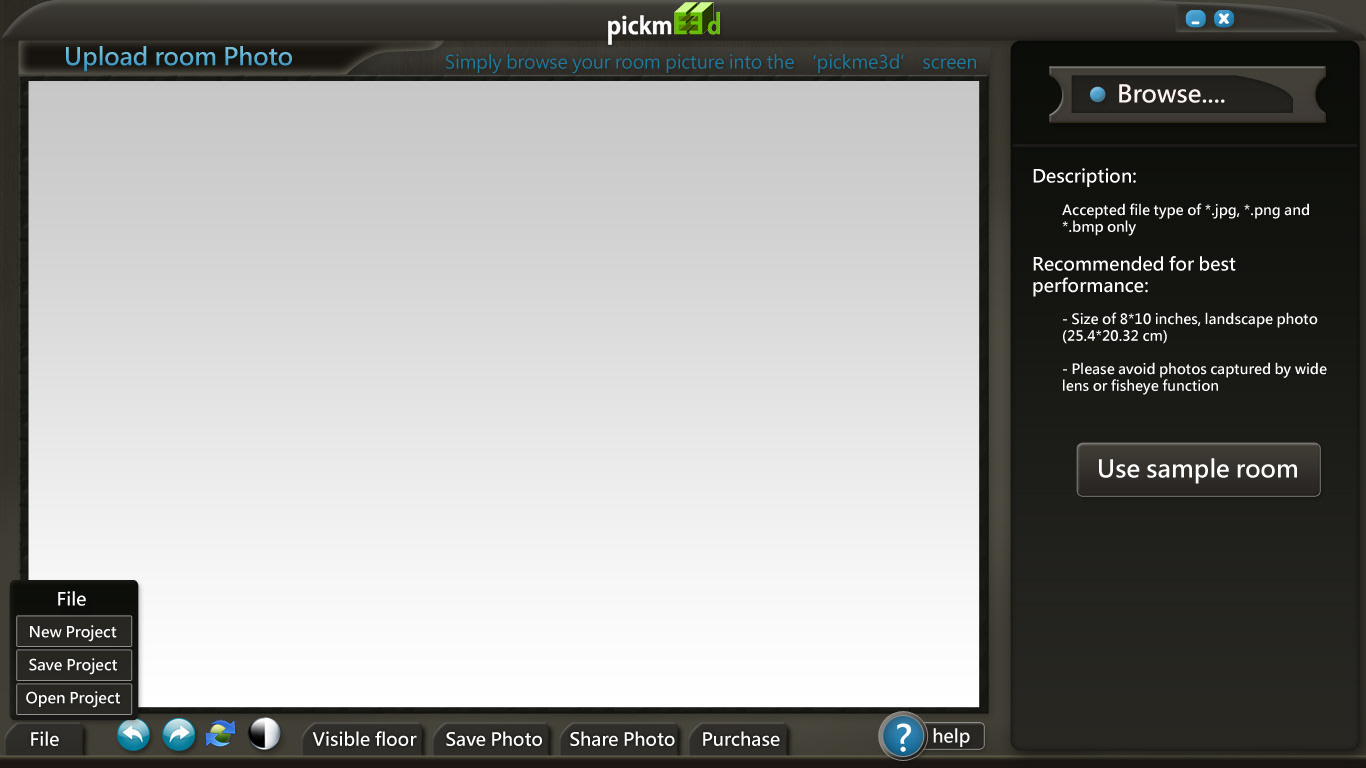 pickme3d
Upload room Photo
Simply browse your room picture into the 'pickme3d' screen
Browse....
Description:
Accepted file type of *.jpg, *.png and
*.bmp only
Recommended for best
performance:
- Size of 8*10 inches, landscape photo
(25.4*20.32 cm)
- Please avoid photos captured by wide
lens or fisheye function
Use sample room
File
New Project
Save Project
Open Project
File
Visible floor
Save Photo
Share Photo
Purchase
?
help